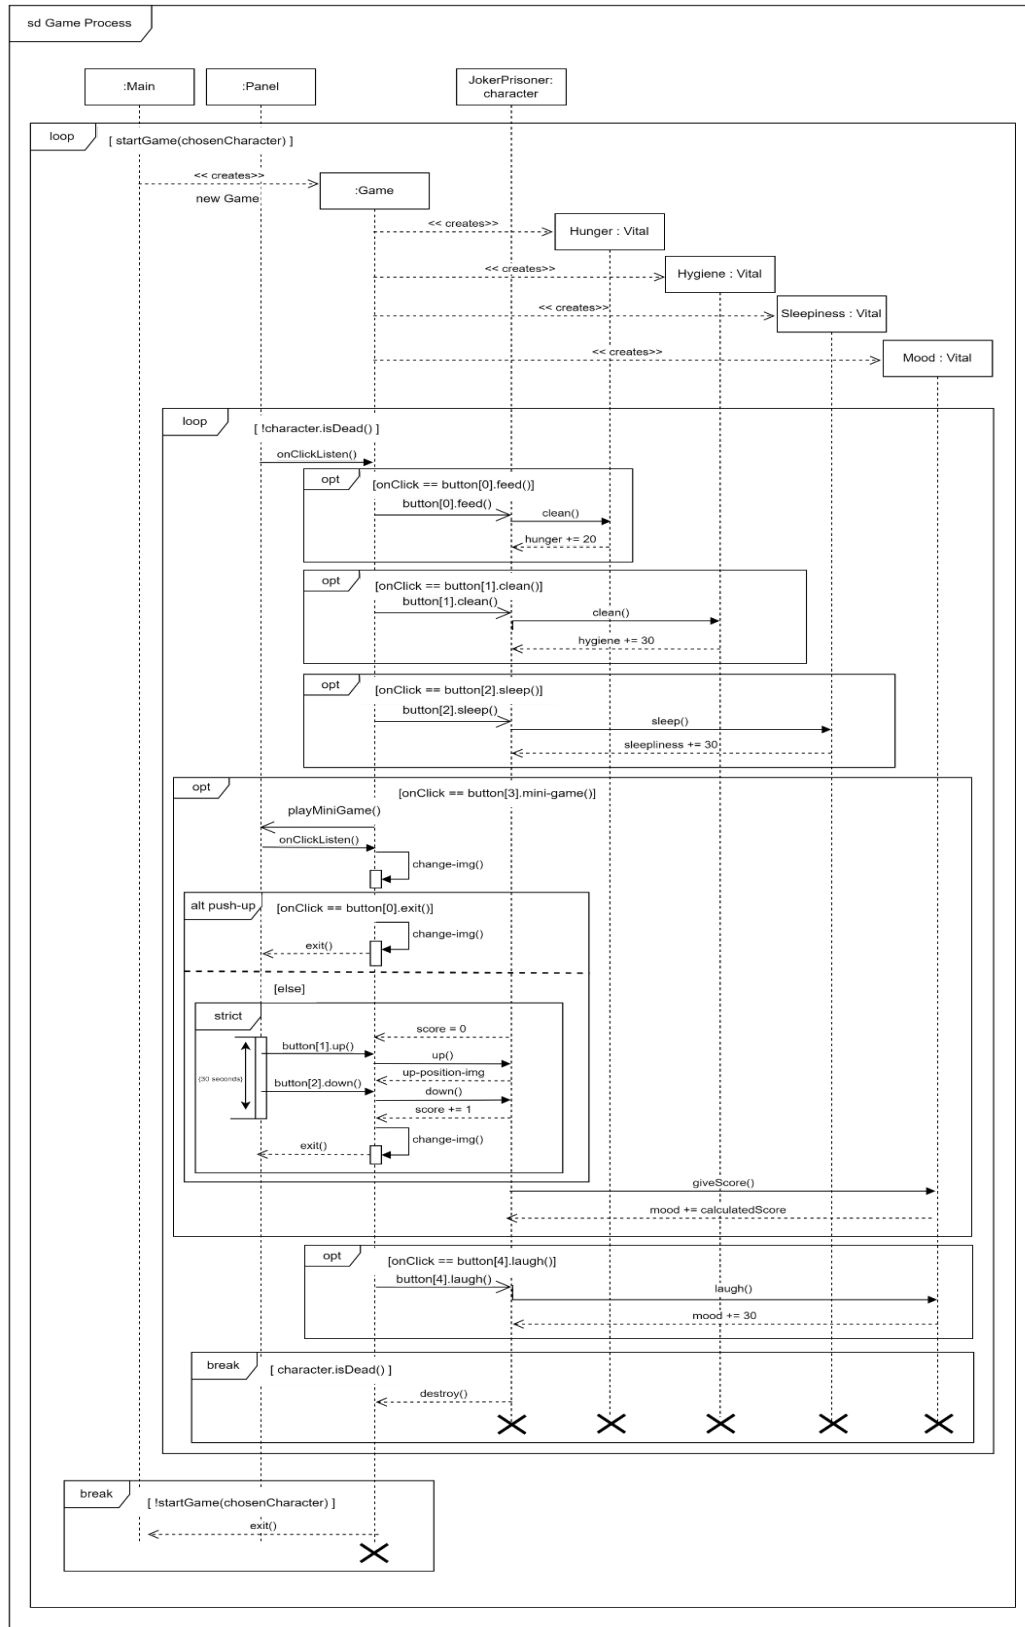 sd Game Process
:Main
:Panel
JokerPrisoner:
character
loop
[ startGame(chosenCharacter) ]
<< creates>>
new Game
:Game
<< creates>>
Hunger : Vital
<< creates>>
Hygiene : Vital
<< creates>>
Sleepiness : Vital
<< creates>>
Mood : Vital
loop
[ !character.isDead() ]
onClickListen()
opt
[onClick == button[0].feed()]
button[0].feed()
clean()
hunger += 20
opt
[onClick == button[1].clean()]
button[1].clean()
clean()
hygiene += 30
opt
[onClick == button[2].sleep()]
button[2].sleep()
sleep()
sleepliness += 30
opt
[onClick == button[3].mini-game()]
playMiniGame()
onClickListen()
change-img()
alt push-up
[onClick == button[0].exit()]
change-img()
exit()
[else]
strict
score = 0
button[1].up()
up()
{30 seconds}
up-position-img
button[2].down()
down()
score += 1
change-img()
exit()
giveScore()
mood += calculatedScore
opt
[onClick == button[4].laugh()]
button[4].laugh()
laugh()
mood += 30
break
[ character.isDead() ]
destroy()
break
[ !startGame(chosenCharacter) ]
exit()